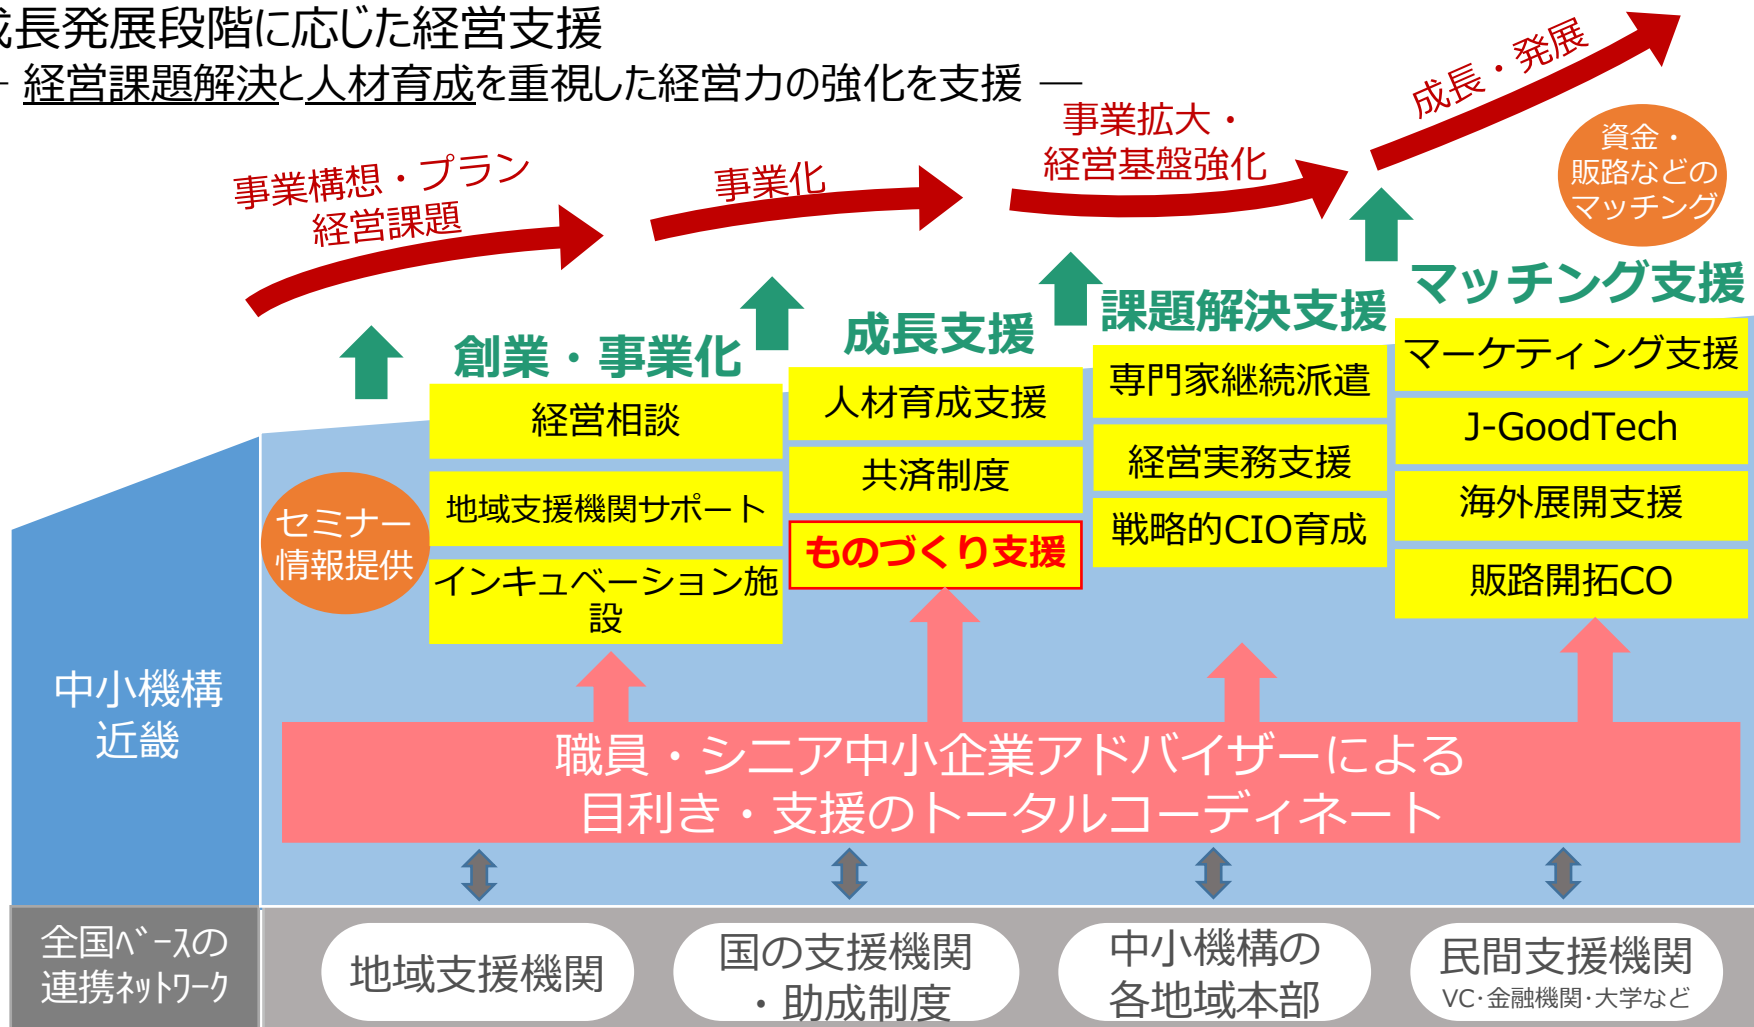 成長発展段階に応じた経営支援
― 経営課題解決と人材育成を重視した経営力の強化を支援 ―
成長・発展
事業拡大・
経営基盤強化
事業化
事業構想・プラン
経営課題
資金・
販路などの
マッチング
創業・事業化
成長支援
課題解決支援
マッチング支援
経営相談
地域支援機関サポート
インキュベーション施
設
人材育成支援
共済制度
ものづくり支援
専門家継続派遣
経営実務支援
戦略的CIO育成
マーケティング支援
J-GoodTech
海外展開支援
販路開拓CO
セミナー
情報提供
中小機構
近畿
職員・シニア中小企業アドバイザーによる
目利き・支援のトータルコーディネート
全国ﾍﾞｰｽの
連携ﾈｯﾄﾜｰｸ
地域支援機関
国の支援機関
・助成制度
中小機構の
各地域本部
民間支援機関
VC･金融機関･大学など